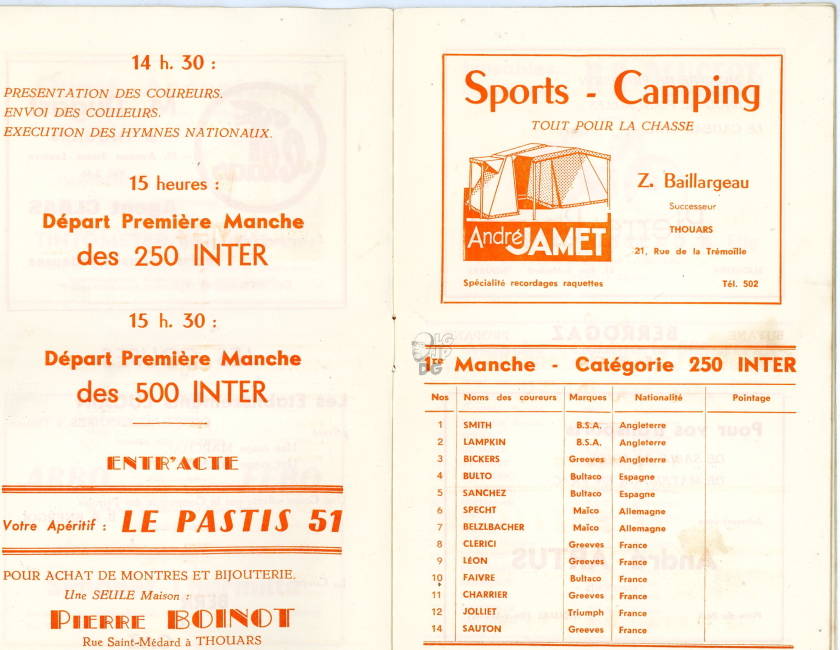 14 h. 30 :
PRESENTATION DES COUREURS.
ENVOI DES COULEURS.
EXECUTION DES HYMNES NATIONAUX.
15 heures :
Départ Première Manche
des 250 INTER
15 h. 30 :
Départ Première Manche
des 500 INTER
ENTR'ACTE
Votre Apéritif : LE PASTIS 51
POUR ACHAT DE MONTRES ET BIJOUTERIE.
Une SEULE Maison :
PIERRE BOINOT
Rue Saint-Médard à THOUARS
Sports - Camping
TOUT POUR LA CHASSE
André JAMET
Z. Baillargeau
Successeur
THOUARS
21, Rue de la Trémoïlle
Spécialité recordages raquettes Tél. 502
1re Manche - Catégorie 250 INTER
Nos Noms des coureurs Marques Nationalité Pointage
1 SMITH B.S.A. Angleterre
2 LAMPKIN B.S.A. Angleterre
3 BICKERS Greeves Angleterre
4 BULTO Bultaco Espagne
5 SANCHEZ Bultaco Espagne
6 SPECHT Maïco Allemagne
7 BELZLBACHER Maïco Allemagne
8 CLERICI Greeves France
9 LÉON Greeves France
10 FAIVRE Bultaco France
11 CHARRIER Greeves France
12 JOLLIET Triumph France
14 SAUTON Greeves France